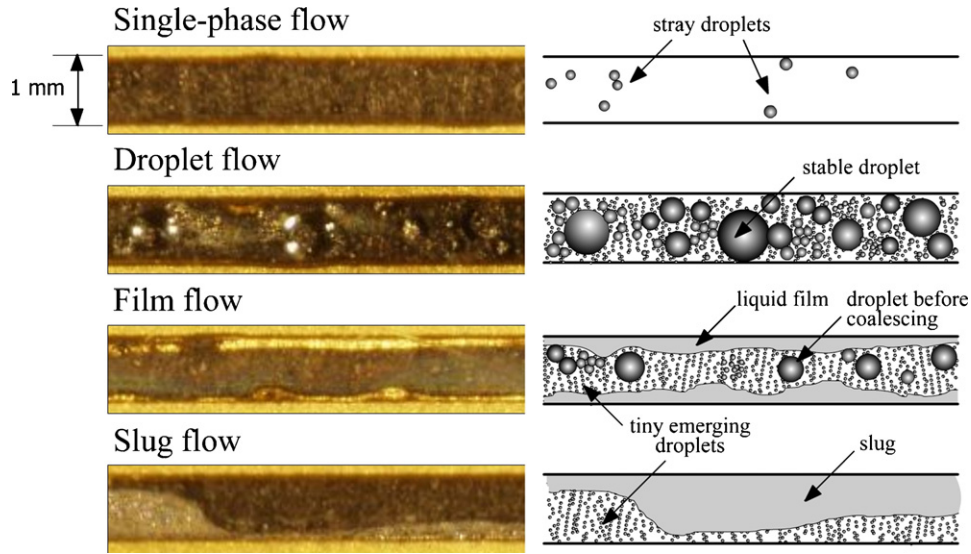 Single-phase flow
stray droplets
1 mm
Droplet flow
stable droplet
Film flow
liquid film
droplet before
coalescing
tiny emerging
droplets
Slug flow
slug